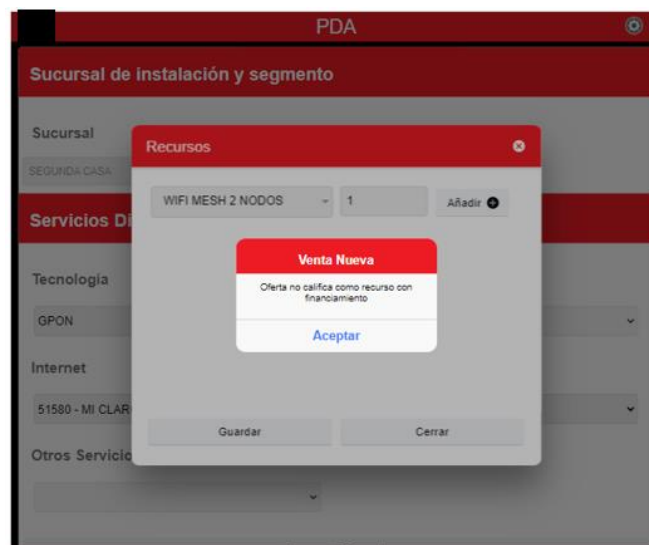 PDA
Sucursal de instalación y segmento
Sucursal
SEGUNDA CASA
Recursos
WIFI MESH 2 NODOS
1
Añadir
Servicios Di
Venta Nueva
Oferta no califica como recurso con
financiamiento
Aceptar
Tecnología
GPON
Internet
51580 - MI CLAR
Guardar
Cerrar
Otros Servicio